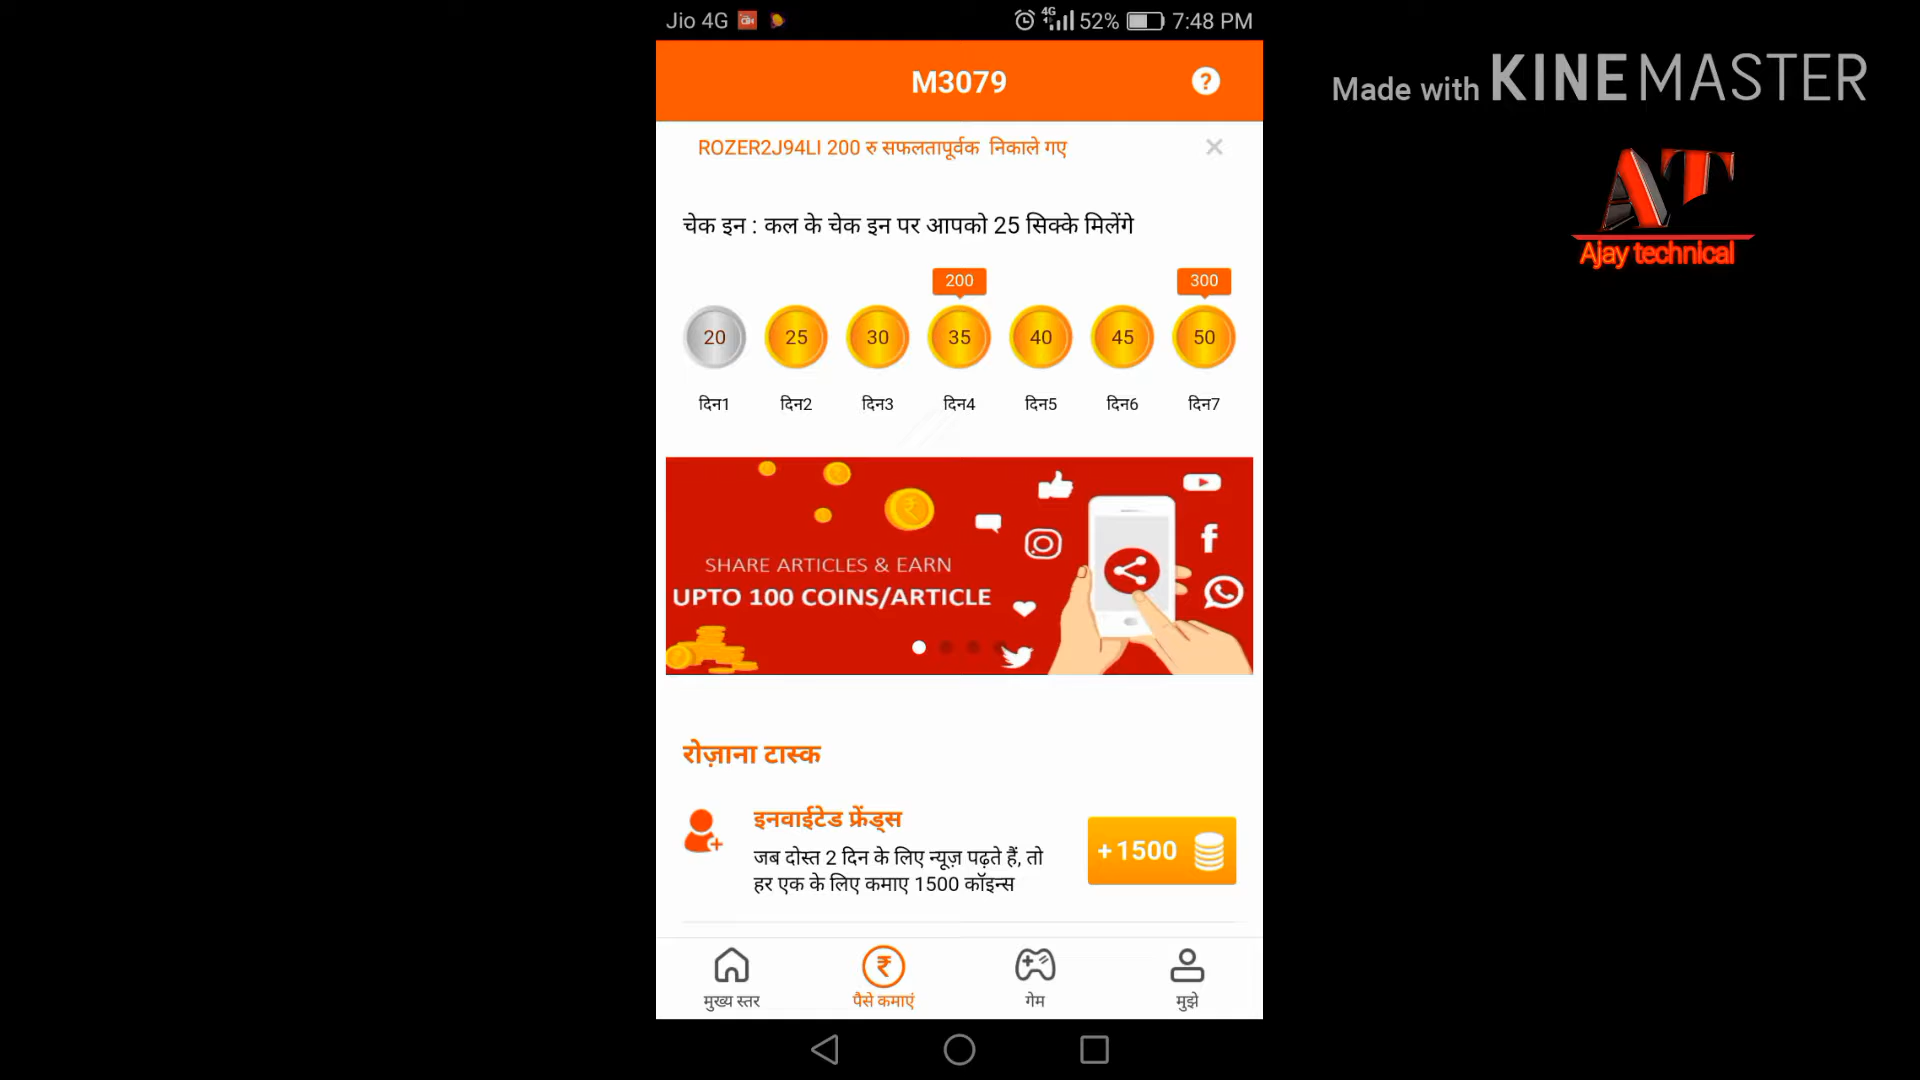 Jio 4G 4G 52% 7:48 PM
M3079 ?
Made with KINEMASTER
AT
Ajay technical
ROZER2J94LI 200 रु सफलतापूर्वक निकाले गए
चेक इन : कल के चेक इन पर आपको 25 सिक्के मिलेंगे
200 300
20 25 30 35 40 45 50
दिन1 दिन2 दिन3 दिन4 दिन5 दिन6 दिन7
SHARE ARTICLES & EARN
UPTO 100 COINS/ARTICLE
रोज़ाना टास्क
इनवाईटेड फ्रेंड्स
जब दोस्त 2 दिन के लिए न्यूज़ पढ़ते हैं, तो
हर एक के लिए कमाए 1500 कॉइन्स
+1500
मुख्य स्तर पैसे कमाएं गेम मुझे